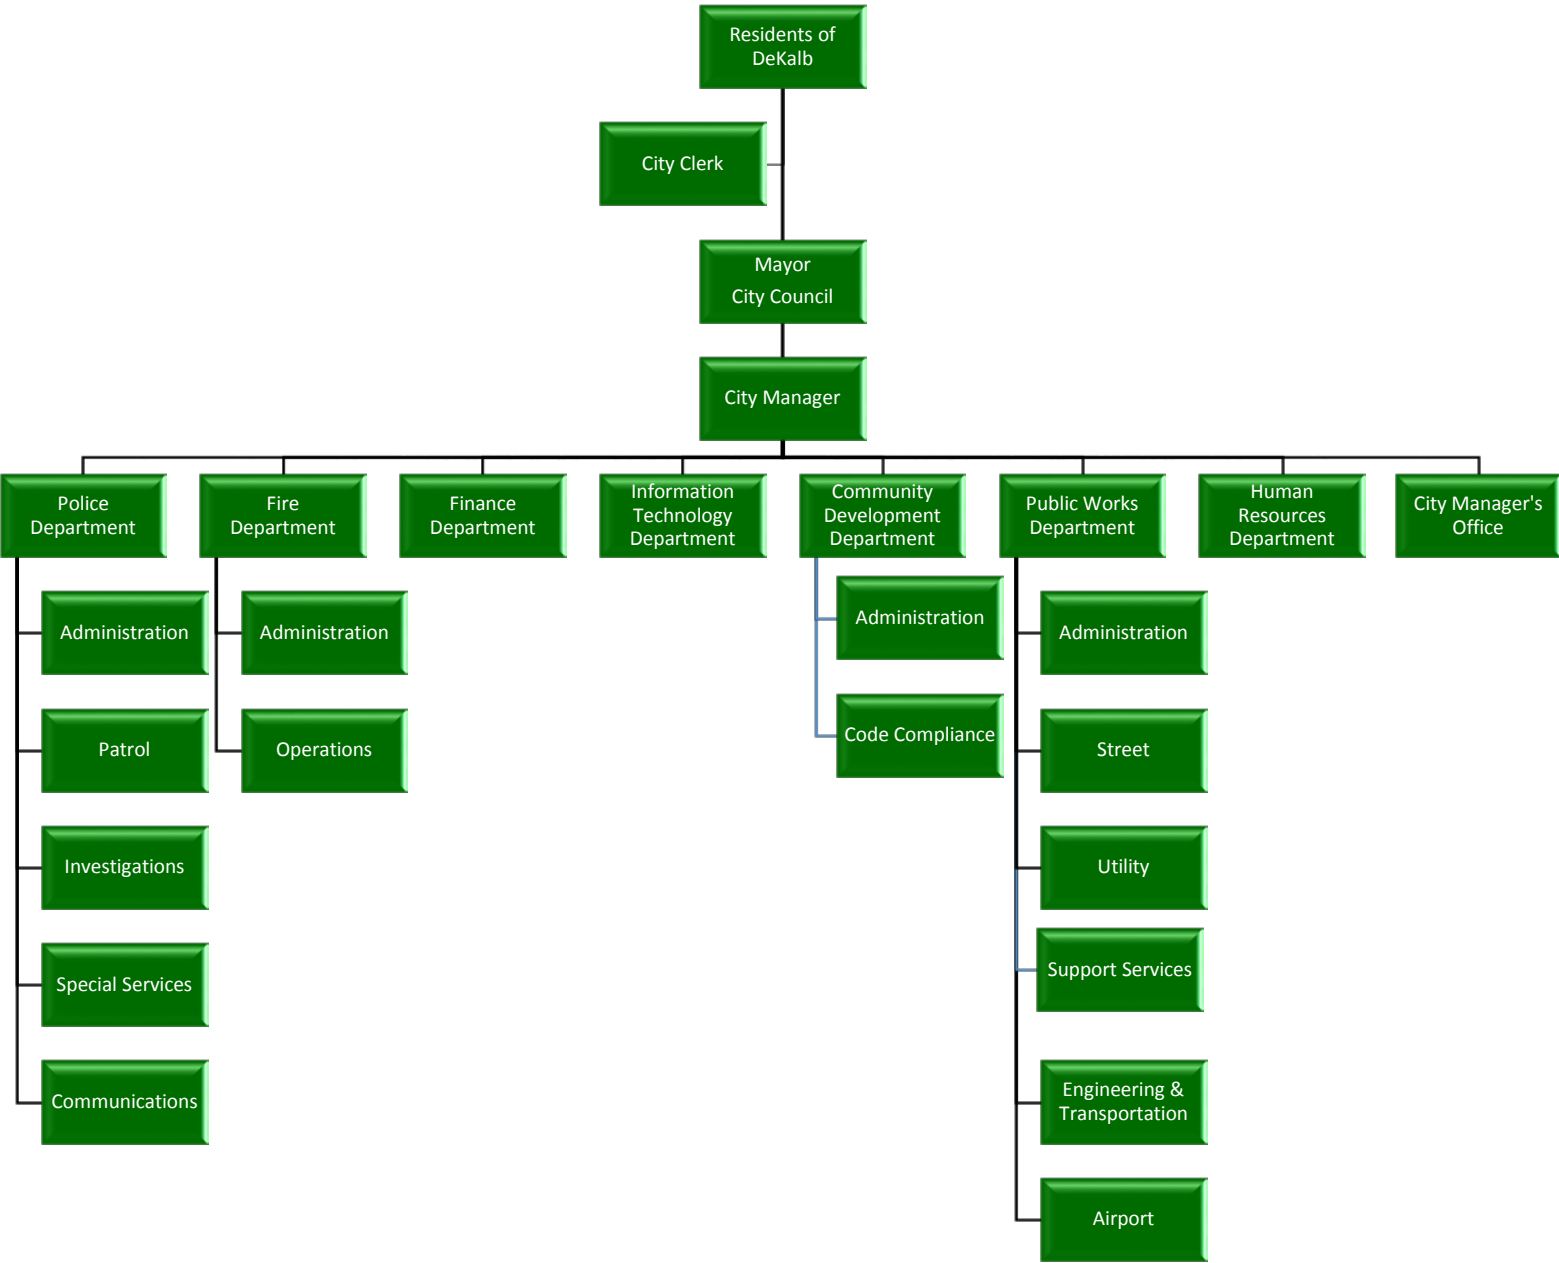 Residents of
DeKalb
City Clerk
Mayor
City Council
City Manager
Police
Department
Fire
Department
Finance
Department
Information
Technology
Department
Community
Development
Department
Public Works
Department
Human
Resources
Department
City Manager's
Office
Administration
Patrol
Investigations
Special Services
Communications
Administration
Operations
Administration
Code Compliance
Administration
Street
Utility
Support Services
Engineering &
Transportation
Airport